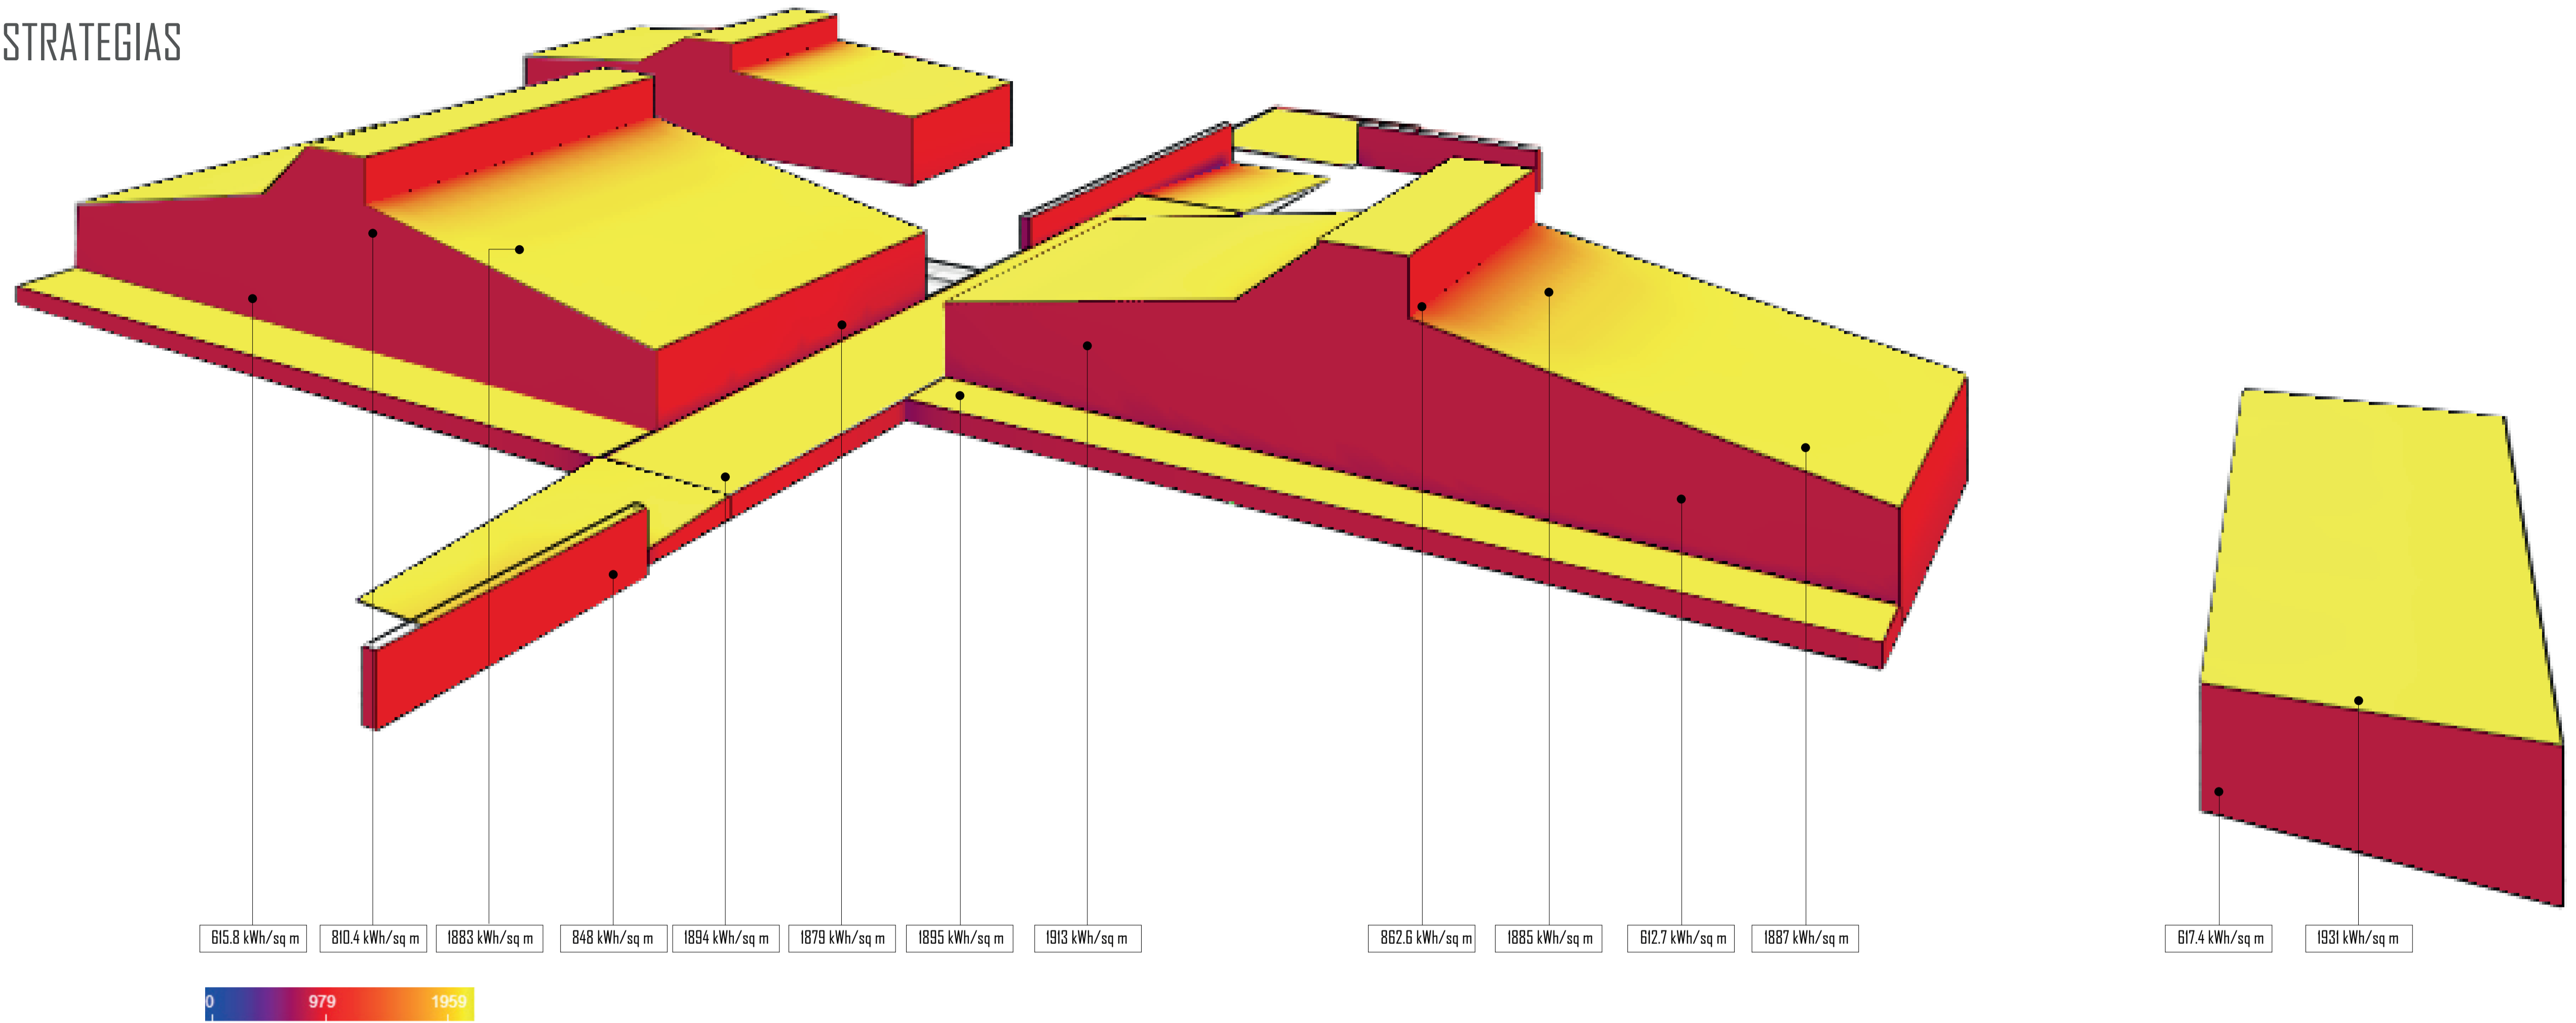 STRATEGIAS
615.8 kWh/sq m
810.4 kWh/sq m
1883 kWh/sq m
848 kWh/sq m
1894 kWh/sq m
1879 kWh/sq m
1895 kWh/sq m
1913 kWh/sq m
862.6 kWh/sq m
1885 kWh/sq m
612.7 kWh/sq m
1887 kWh/sq m
617.4 kWh/sq m
1931 kWh/sq m
0 979 1959